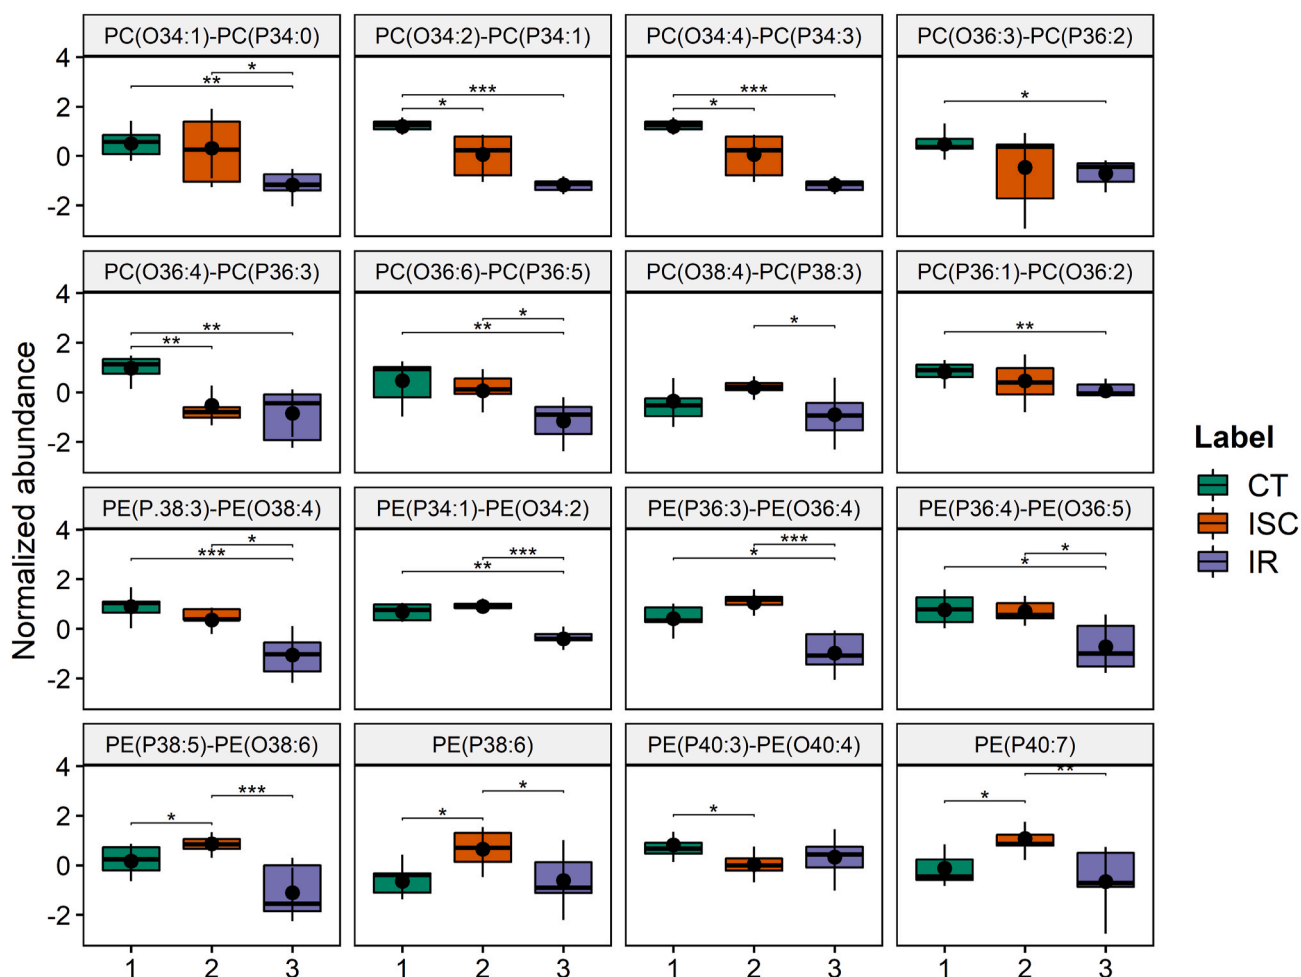 PC(O34:1)-PC(P34:0) PC(O34:2)-PC(P34:1) PC(O34:4)-PC(P34:3) PC(O36:3)-PC(P36:2)
4
* ** * *** * *** *
2
0
-2
PC(O36:4)-PC(P36:3) PC(O36:6)-PC(P36:5) PC(O38:4)-PC(P38:3) PC(P36:1)-PC(O36:2)
4
** ** * ** * **
2
0
-2
Normalized abundance
Label
CT
ISC
IR
PE(P.38:3)-PE(O38:4) PE(P34:1)-PE(O34:2) PE(P36:3)-PE(O36:4) PE(P36:4)-PE(O36:5)
4
* *** *** ** *** * * *
2
0
-2
PE(P38:5)-PE(O38:6) PE(P38:6) PE(P40:3)-PE(O40:4) PE(P40:7)
4
* *** * * * * **
2
0
-2
1 2 3 1 2 3 1 2 3 1 2 3